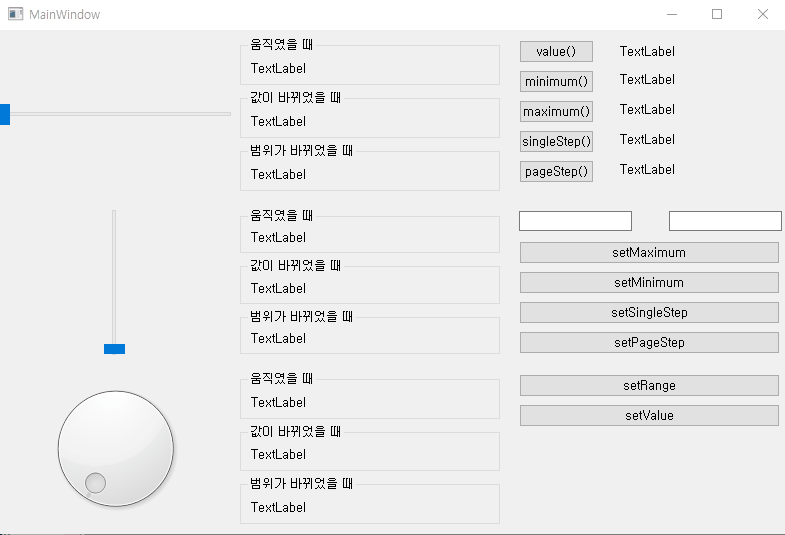 MainWindow
움직였을 때
TextLabel
값이 바뀌었을 때
TextLabel
범위가 바뀌었을 때
TextLabel
value() TextLabel
minimum() TextLabel
maximum() TextLabel
singleStep() TextLabel
pageStep() TextLabel
움직였을 때
TextLabel
값이 바뀌었을 때
TextLabel
범위가 바뀌었을 때
TextLabel
setMaximum
setMinimum
setSingleStep
setPageStep
움직였을 때
TextLabel
값이 바뀌었을 때
TextLabel
범위가 바뀌었을 때
TextLabel
setRange
setValue